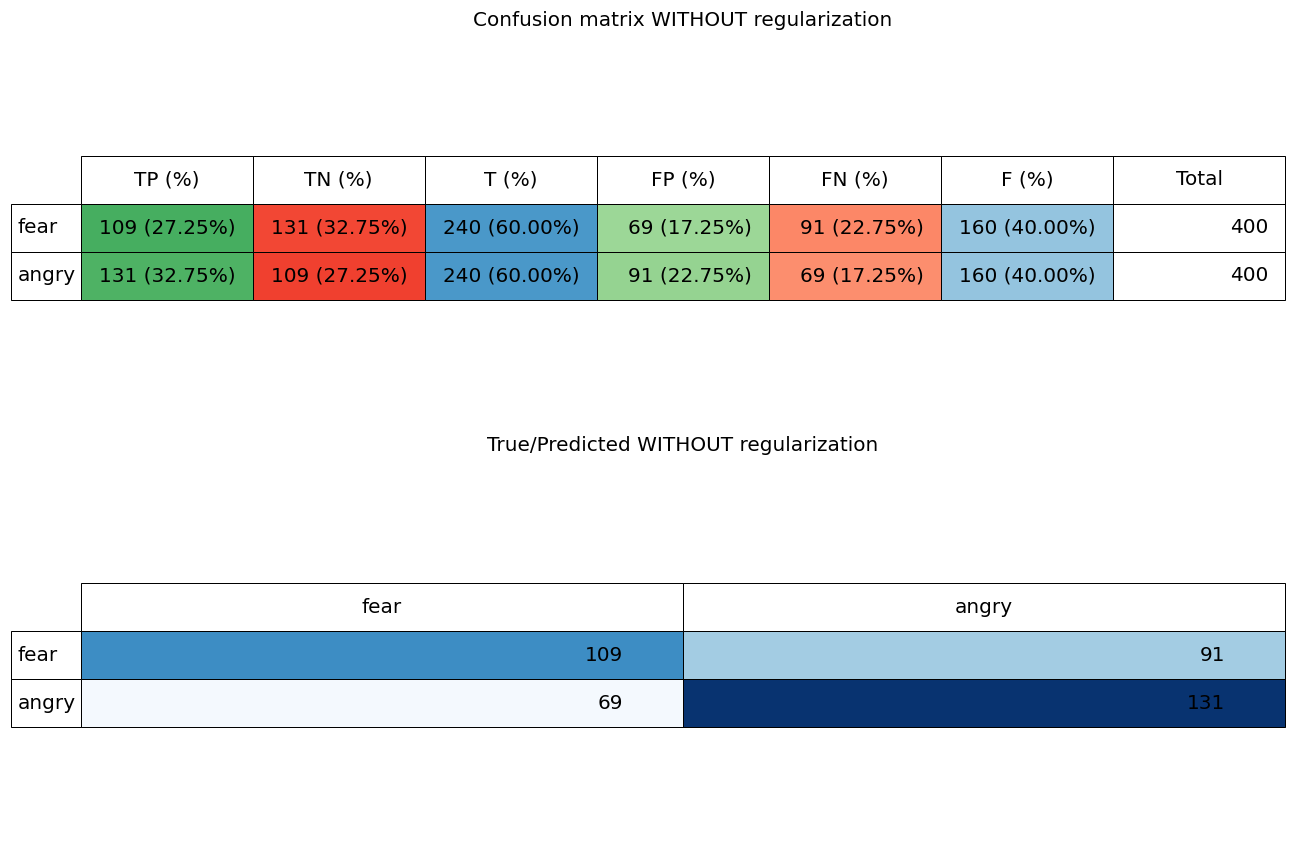 Confusion matrix WITHOUT regularization
TP (%) TN (%) T (%) FP (%) FN (%) F (%) Total
fear 109 (27.25%) 131 (32.75%) 240 (60.00%) 69 (17.25%) 91 (22.75%) 160 (40.00%) 400
angry 131 (32.75%) 109 (27.25%) 240 (60.00%) 91 (22.75%) 69 (17.25%) 160 (40.00%) 400
True/Predicted WITHOUT regularization
fear angry
fear 109 91
angry 69 131